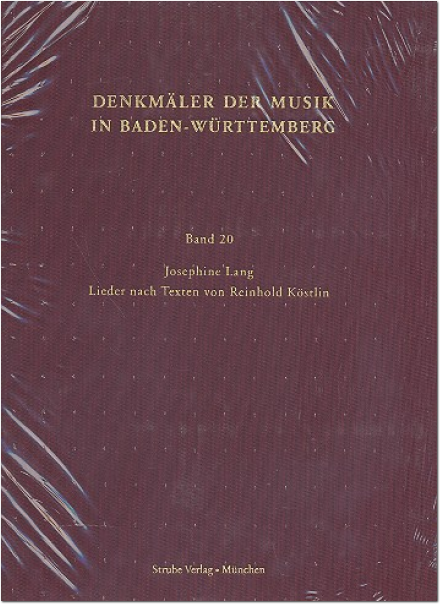 DENKMÄLER DER MUSIK
IN BADEN-WÜRTTEMBERG
Band 20
Josephine Lang
Lieder nach Texten von Reinhold Köstlin
Strube Verlag • München